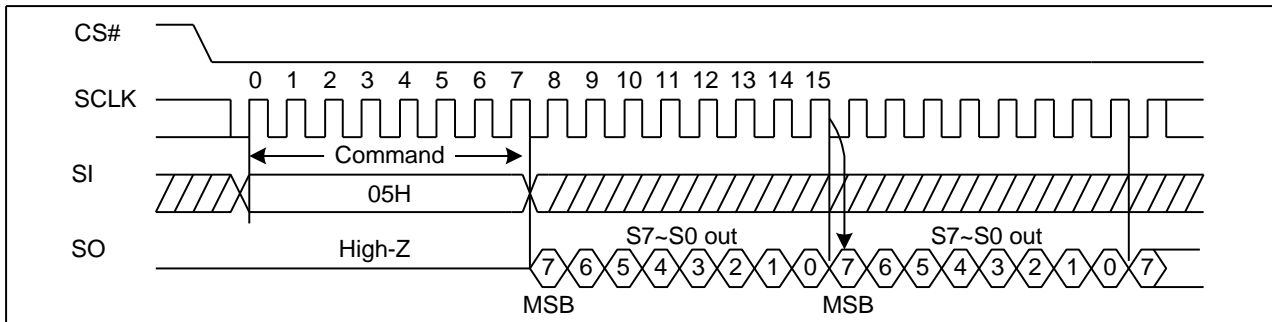 CS#
0 1 2 3 4 5 6 7 8 9 10 11 12 13 14 15
SCLK
Command
SI
05H
S7~S0 out S7~S0 out
SO High-Z
7 6 5 4 3 2 1 0 7 6 5 4 3 2 1 0 7
MSB MSB